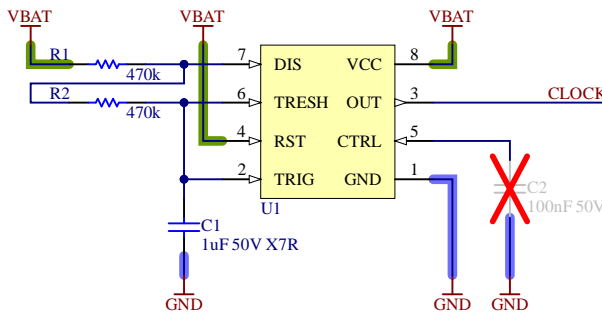 VBAT VBAT VBAT
R1 7 DIS VCC 8
470k
R2 6 TRESH OUT 3 CLOCK
470k
4 RST CTRL 5
2 TRIG GND 1
U1
C1
1uF 50V X7R
C2
100nF 50V
GND GND GND